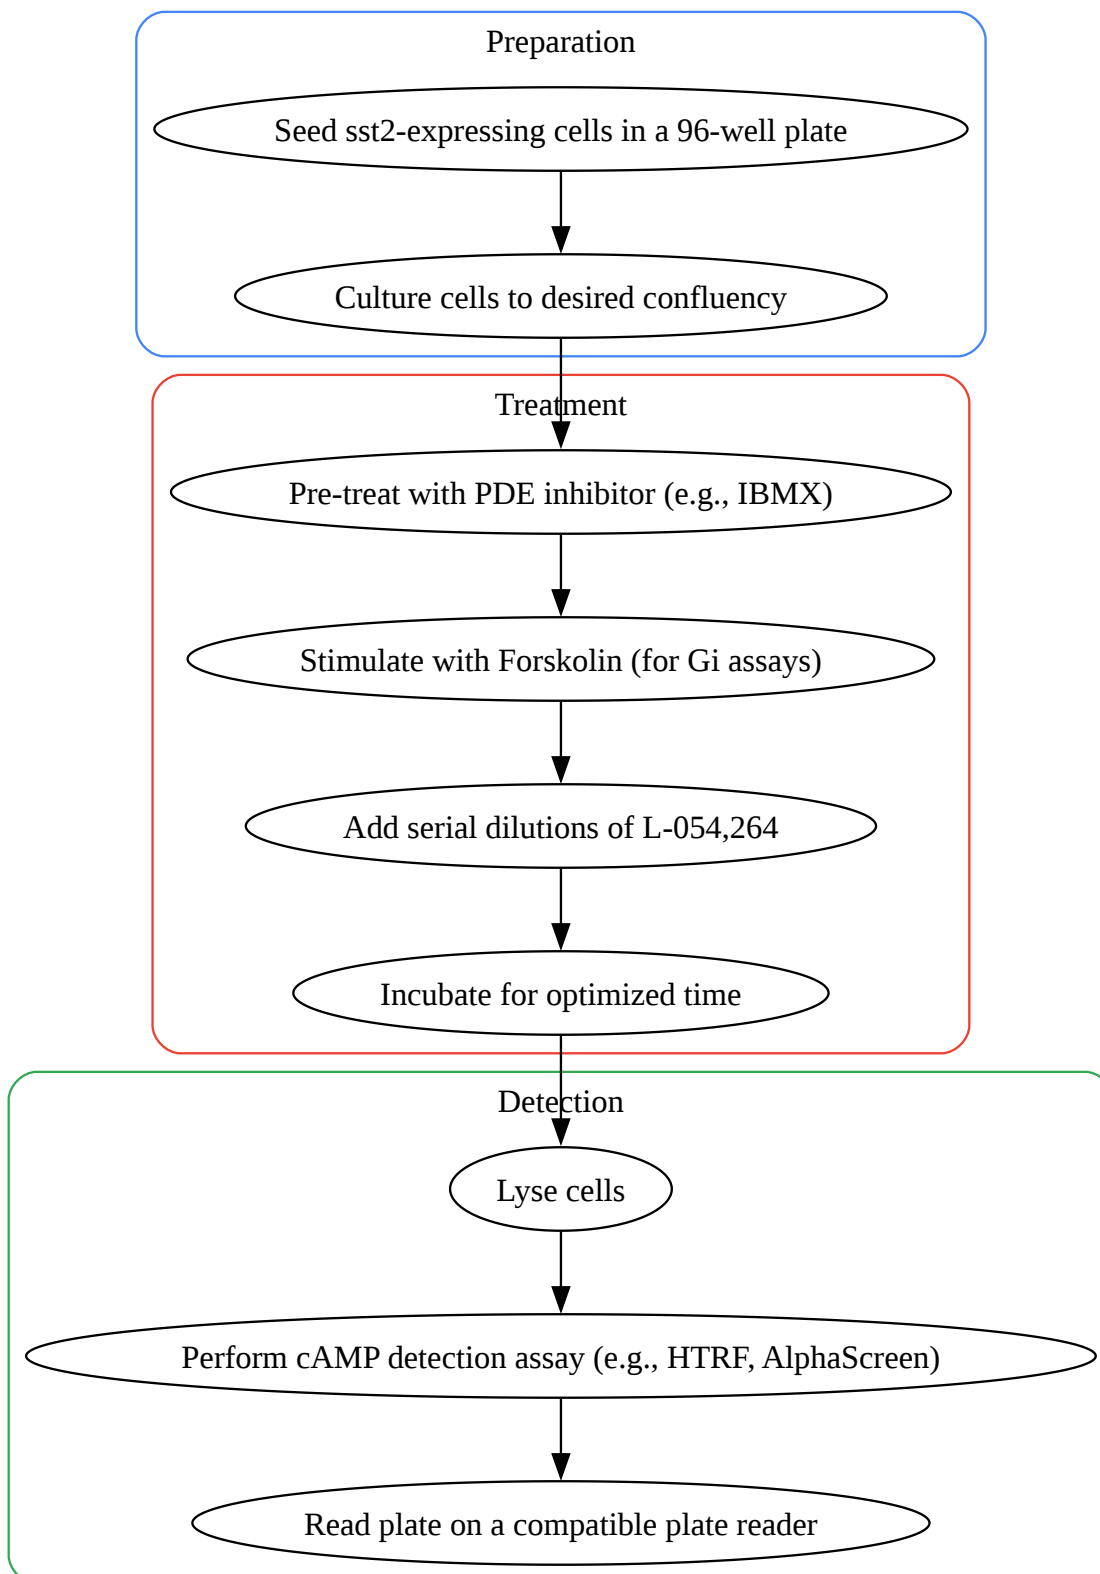 Preparation
Seed sst2-expressing cells in a 96-well plate
Culture cells to desired confluency
Treatment
Pre-treat with PDE inhibitor (e.g., IBMX)
Stimulate with Forskolin (for Gi assays)
Add serial dilutions of L-054,264
Incubate for optimized time
Detection
Lyse cells
Perform cAMP detection assay (e.g., HTRF, AlphaScreen)
Read plate on a compatible plate reader